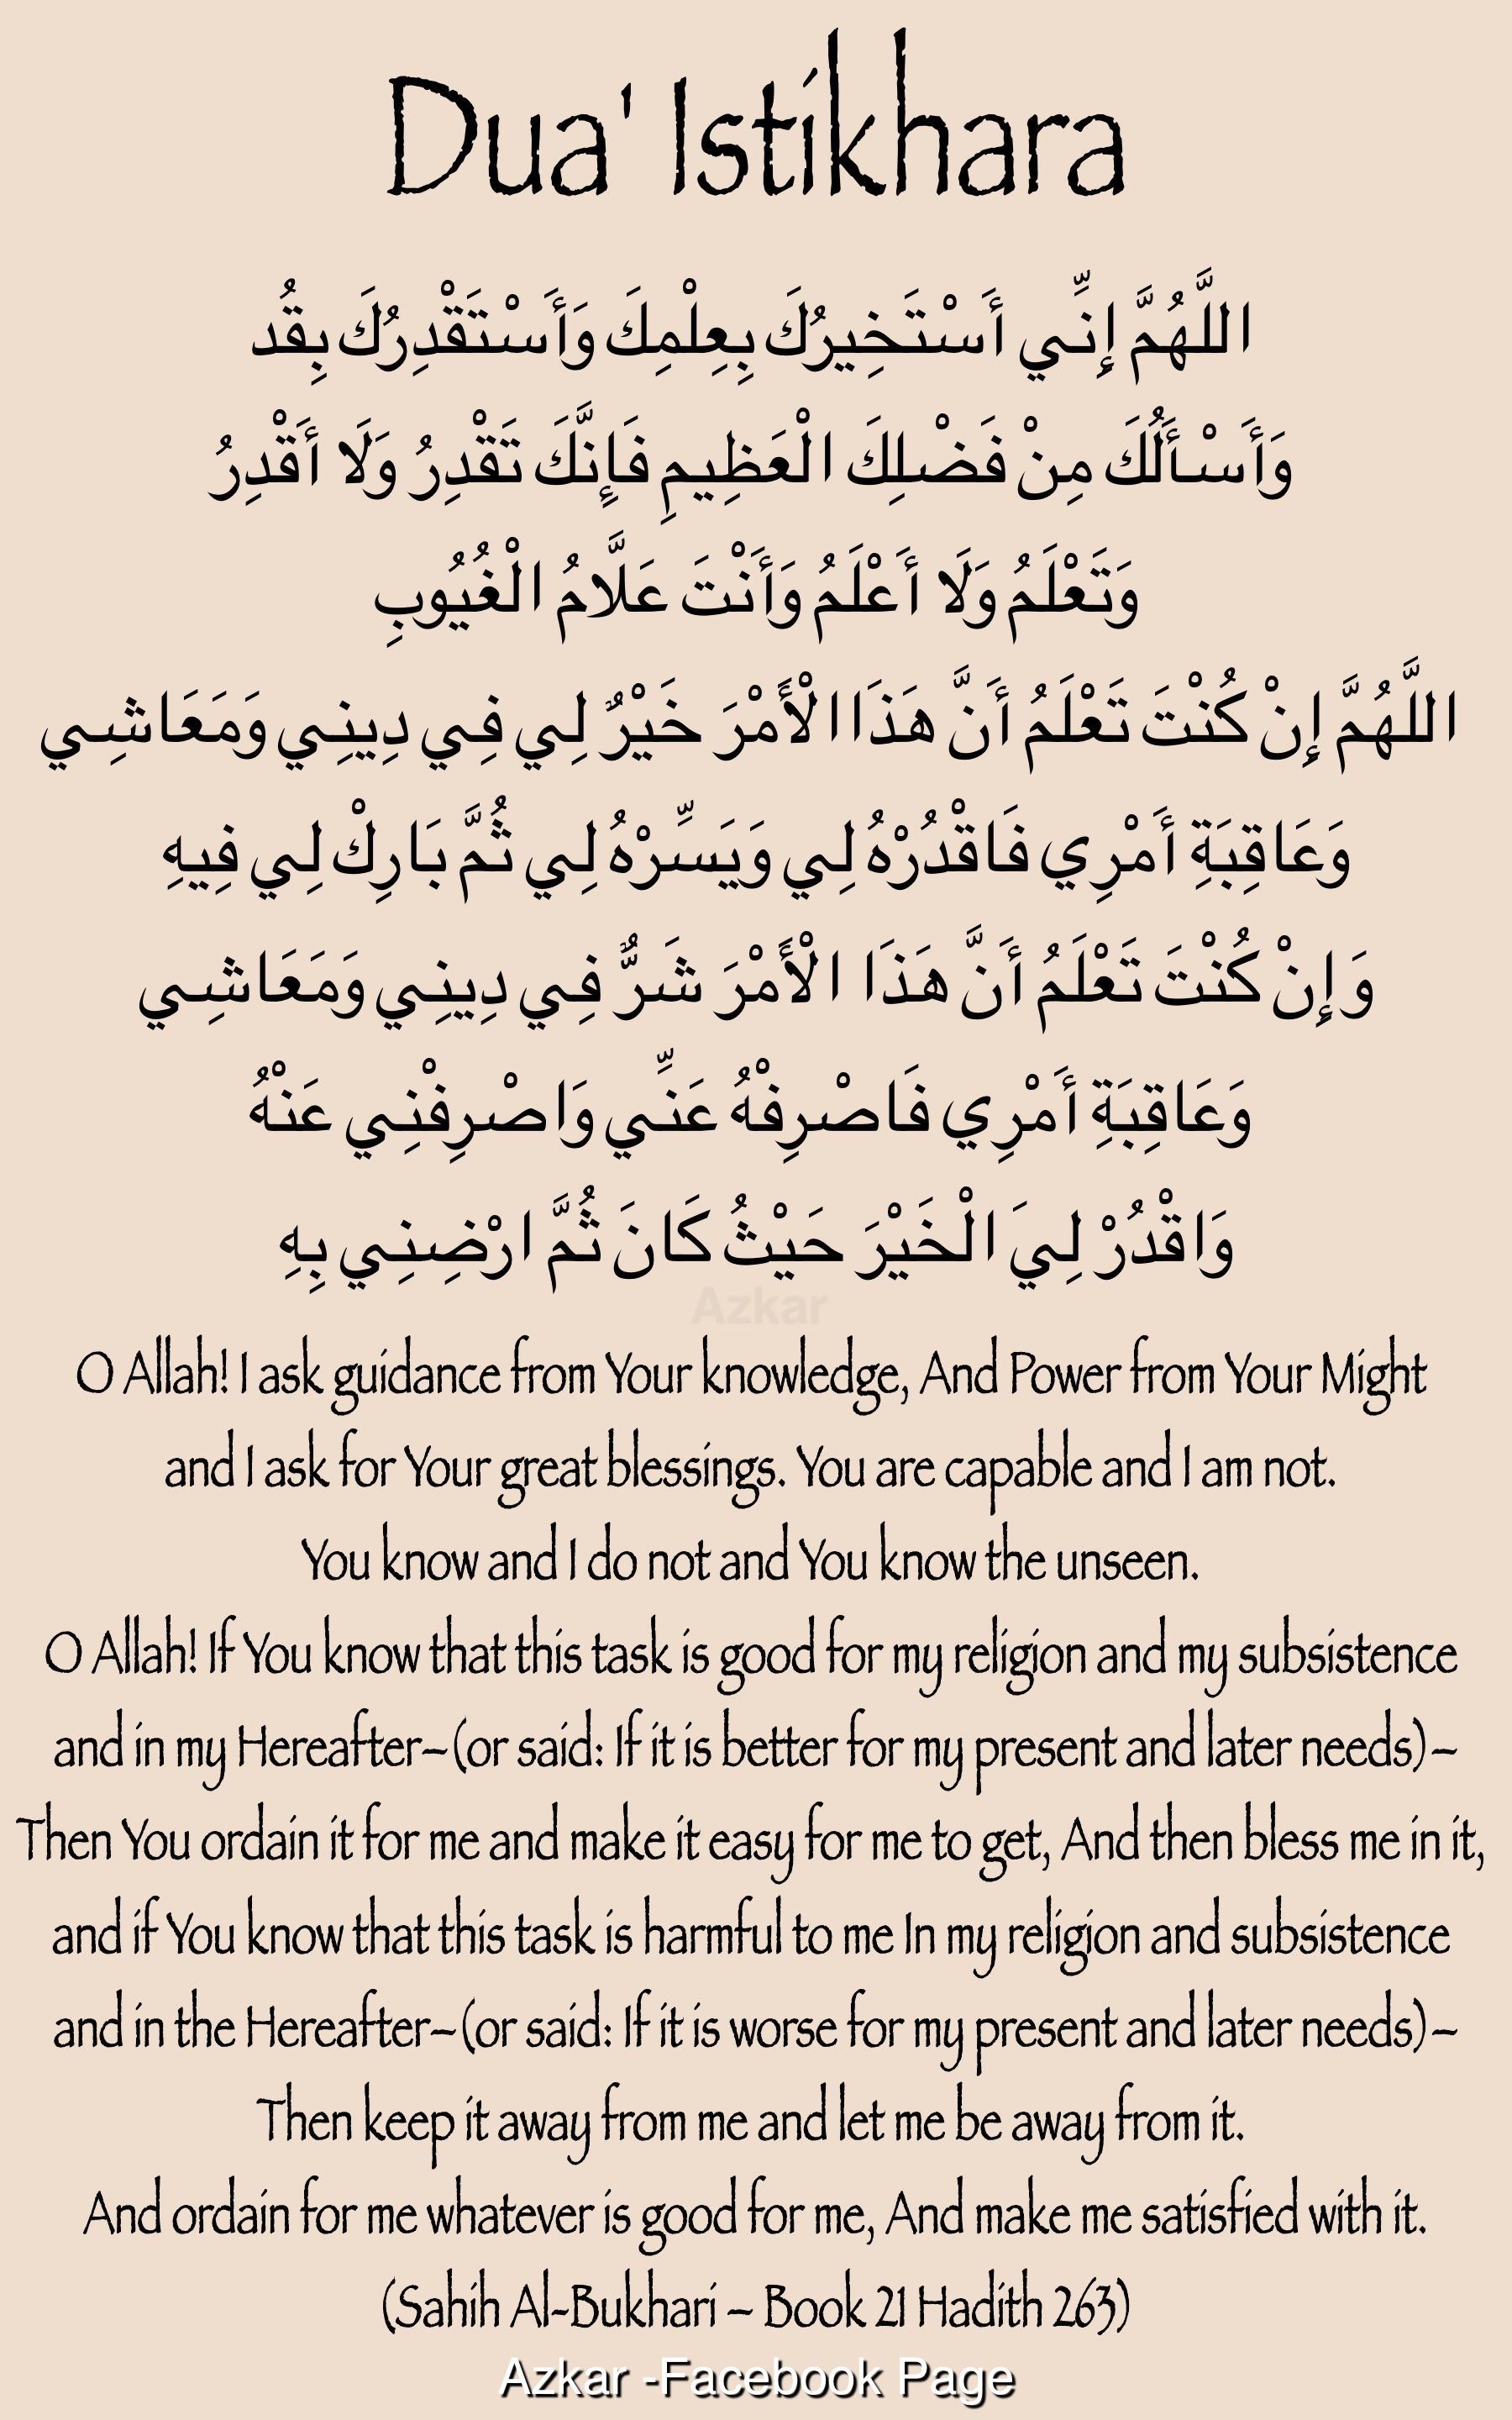 Dua' Istikhara
اللَّهُمَّ إِنِّي أَسْتَخِيرُكَ بِعِلْمِكَ وَأَسْتَقْدِرُكَ بِقُد
وَأَسْأَلُكَ مِنْ فَضْلِكَ الْعَظِيمِ فَإِنَّكَ تَقْدِرُ وَلَا أَقْدِرُ
وَتَعْلَمُ وَلَا أَعْلَمُ وَأَنْتَ عَلَّامُ الْغُيُوبِ
اللَّهُمَّ إِنْ كُنْتَ تَعْلَمُ أَنَّ هَذَا الْأَمْرَ خَيْرٌ لِي فِي دِينِي وَمَعَاشِي
وَعَاقِبَةِ أَمْرِي فَاقْدُرْهُ لِي وَيَسِّرْهُ لِي ثُمَّ بَارِكْ لِي فِيهِ
وَإِنْ كُنْتَ تَعْلَمُ أَنَّ هَذَا الْأَمْرَ شَرٌّ فِي دِينِي وَمَعَاشِي
وَعَاقِبَةِ أَمْرِي فَاصْرِفْهُ عَنِّي وَاصْرِفْنِي عَنْهُ
وَاقْدُرْ لِيَ الْخَيْرَ حَيْثُ كَانَ ثُمَّ ارْضِنِي بِهِ
Azkar
O Allah! I ask guidance from Your knowledge, And Power from Your Might
and I ask for Your great blessings. You are capable and I am not.
You know and I do not and You know the unseen.
O Allah! If You know that this task is good for my religion and my subsistence
and in my Hereafter–(or said: If it is better for my present and later needs)–
Then You ordain it for me and make it easy for me to get, And then bless me in it,
and if You know that this task is harmful to me In my religion and subsistence
and in the Hereafter–(or said: If it is worse for my present and later needs)–
Then keep it away from me and let me be away from it.
And ordain for me whatever is good for me, And make me satisfied with it.
(Sahih Al-Bukhari – Book 21 Hadith 263)
Azkar -Facebook Page